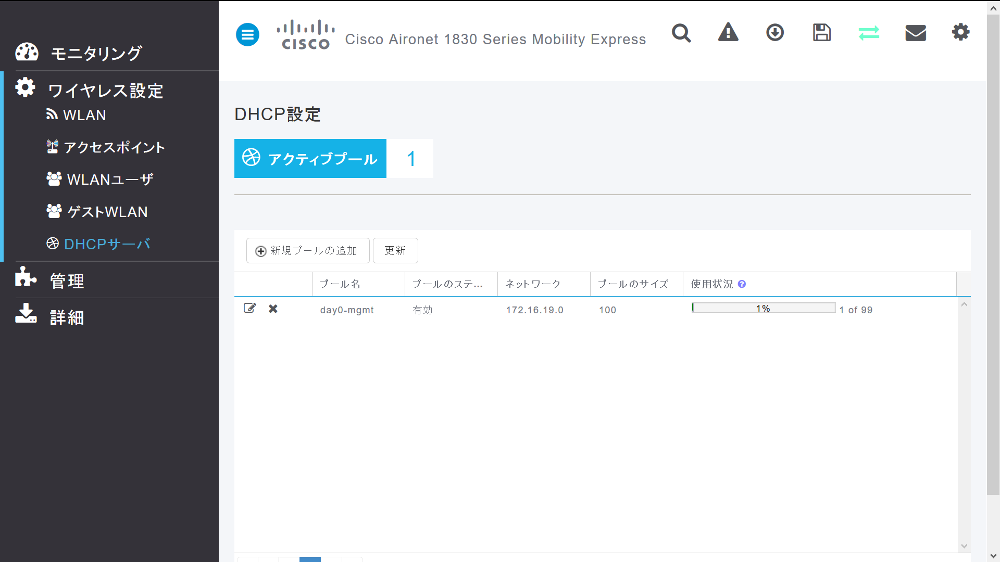 モニタリング
ワイヤレス設定
WLAN
アクセスポイント
WLANユーザ
ゲストWLAN
DHCPサーバ
管理
詳細
CISCO
Cisco Aironet 1830 Series Mobility Express
DHCP設定
アクティブプール 1
新規プールの追加 更新
プール名 プールのステ... ネットワーク プールのサイズ 使用状況
day0-mgmt 有効 172.16.19.0 100 1% 1 of 99